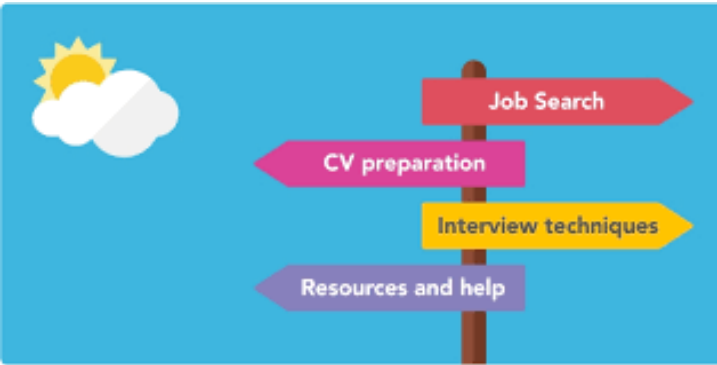 Job Search
CV preparation
Interview techniques
Resources and help